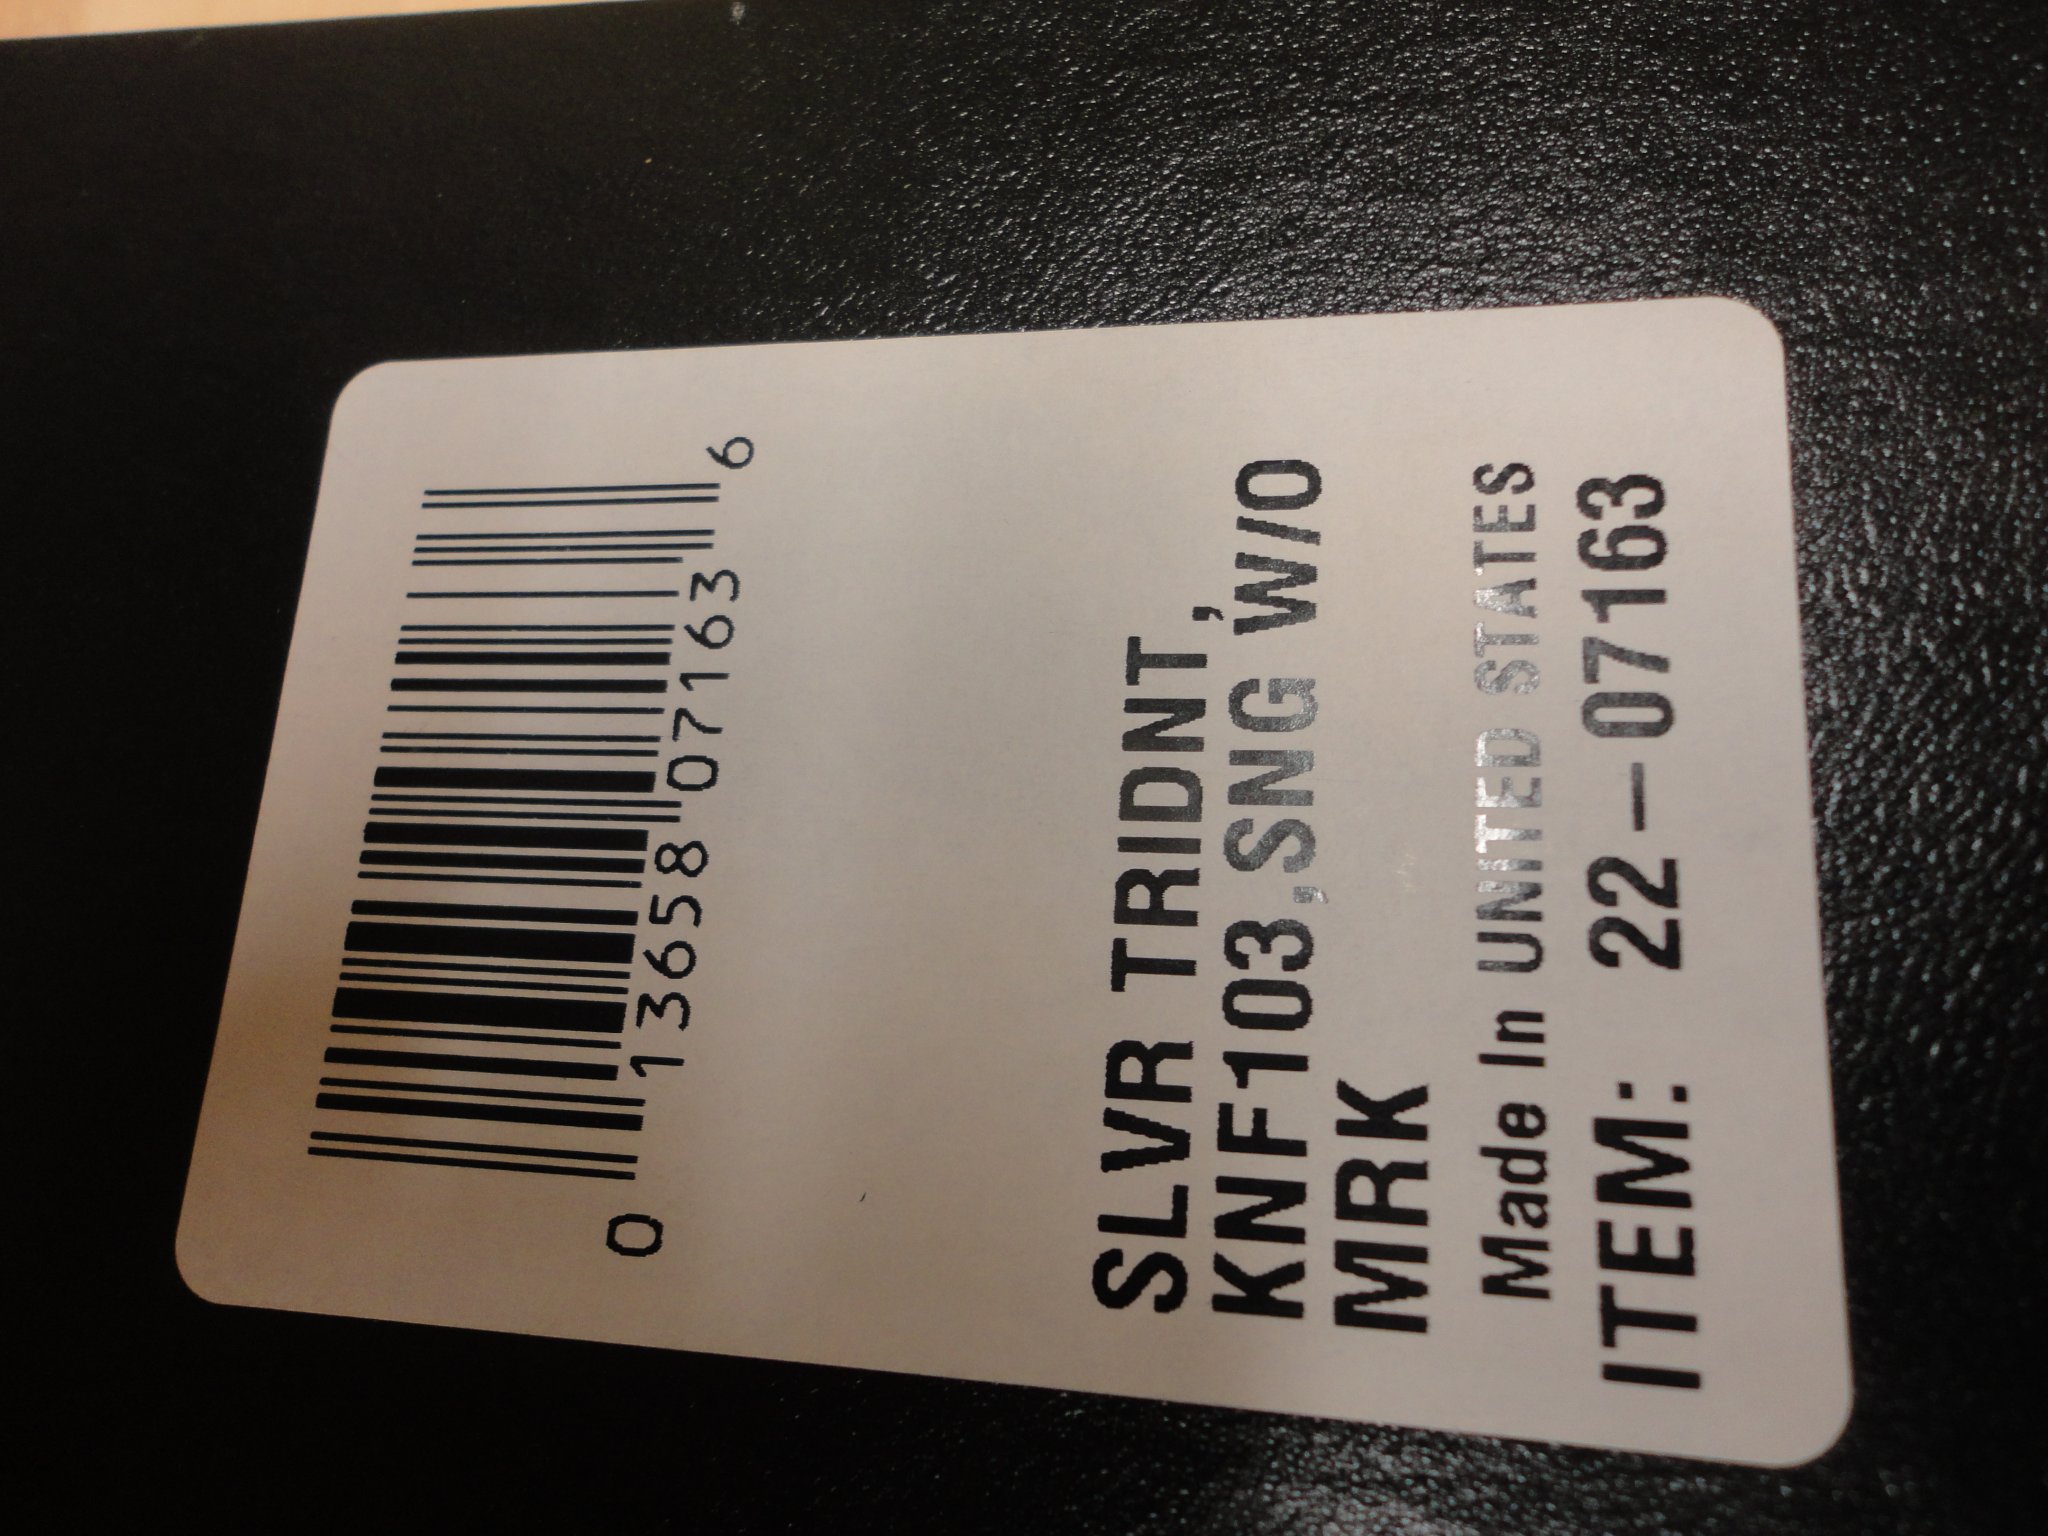 0 13658 07163 6
SLVR TRIDNT,
KNF103,SNG W/O
MRK
Made In UNITED STATES
ITEM: 22-07163